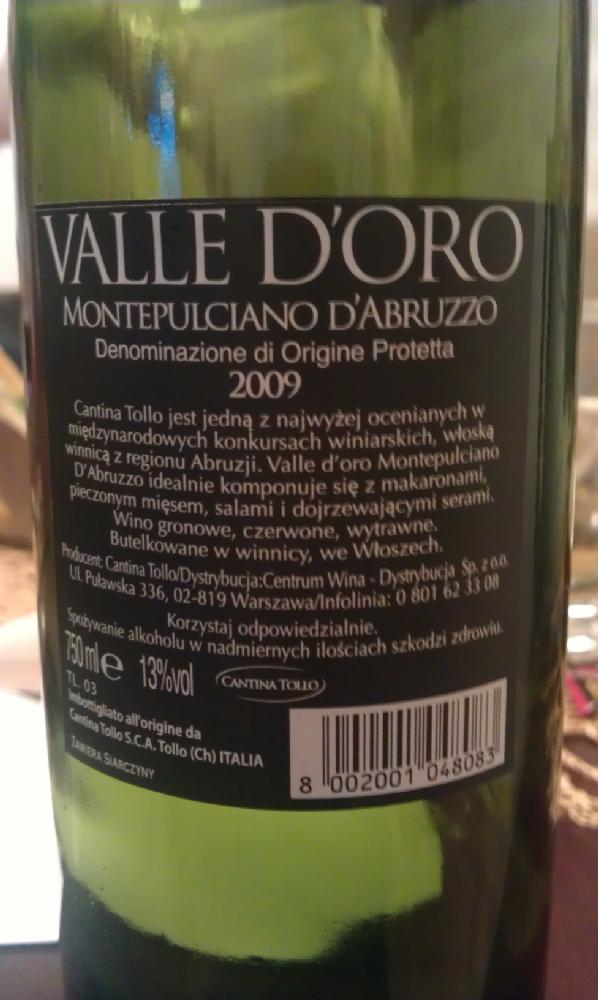 VALLE D'ORO
MONTEPULCIANO D'ABRUZZO
Denominazione di Origine Protetta
2009
Cantina Tollo jest jedną z najwyżej ocenianych w
międzynarodowych konkursach winiarskich, włoską
winnicą z regionu Abruzji. Valle d'oro Montepulciano
D'Abruzzo idealnie komponuje się z makaronami,
pieczonym mięsem, salami i dojrzewającymi serami.
Wino gronowe, czerwone, wytrawne.
Butelkowane w winnicy, we Włoszech.
Producent: Cantina Tollo/Dystrybucja:Centrum Wina - Dystrybucja Sp. z o.o.
Ul. Puławska 336, 02-819 Warszawa/Infolinia: 0 801 62 33 08
Korzystaj odpowiedzialnie.
Spożywanie alkoholu w nadmiernych ilościach szkodzi zdrowiu.
750 ml e 13%vol CANTINA TOLLO
TL. 03
Imbottigliato all'origine da
Cantina Tollo S.C.A. Tollo (Ch) ITALIA
ZAWIERA SIARCZYNY
8 002001 048083